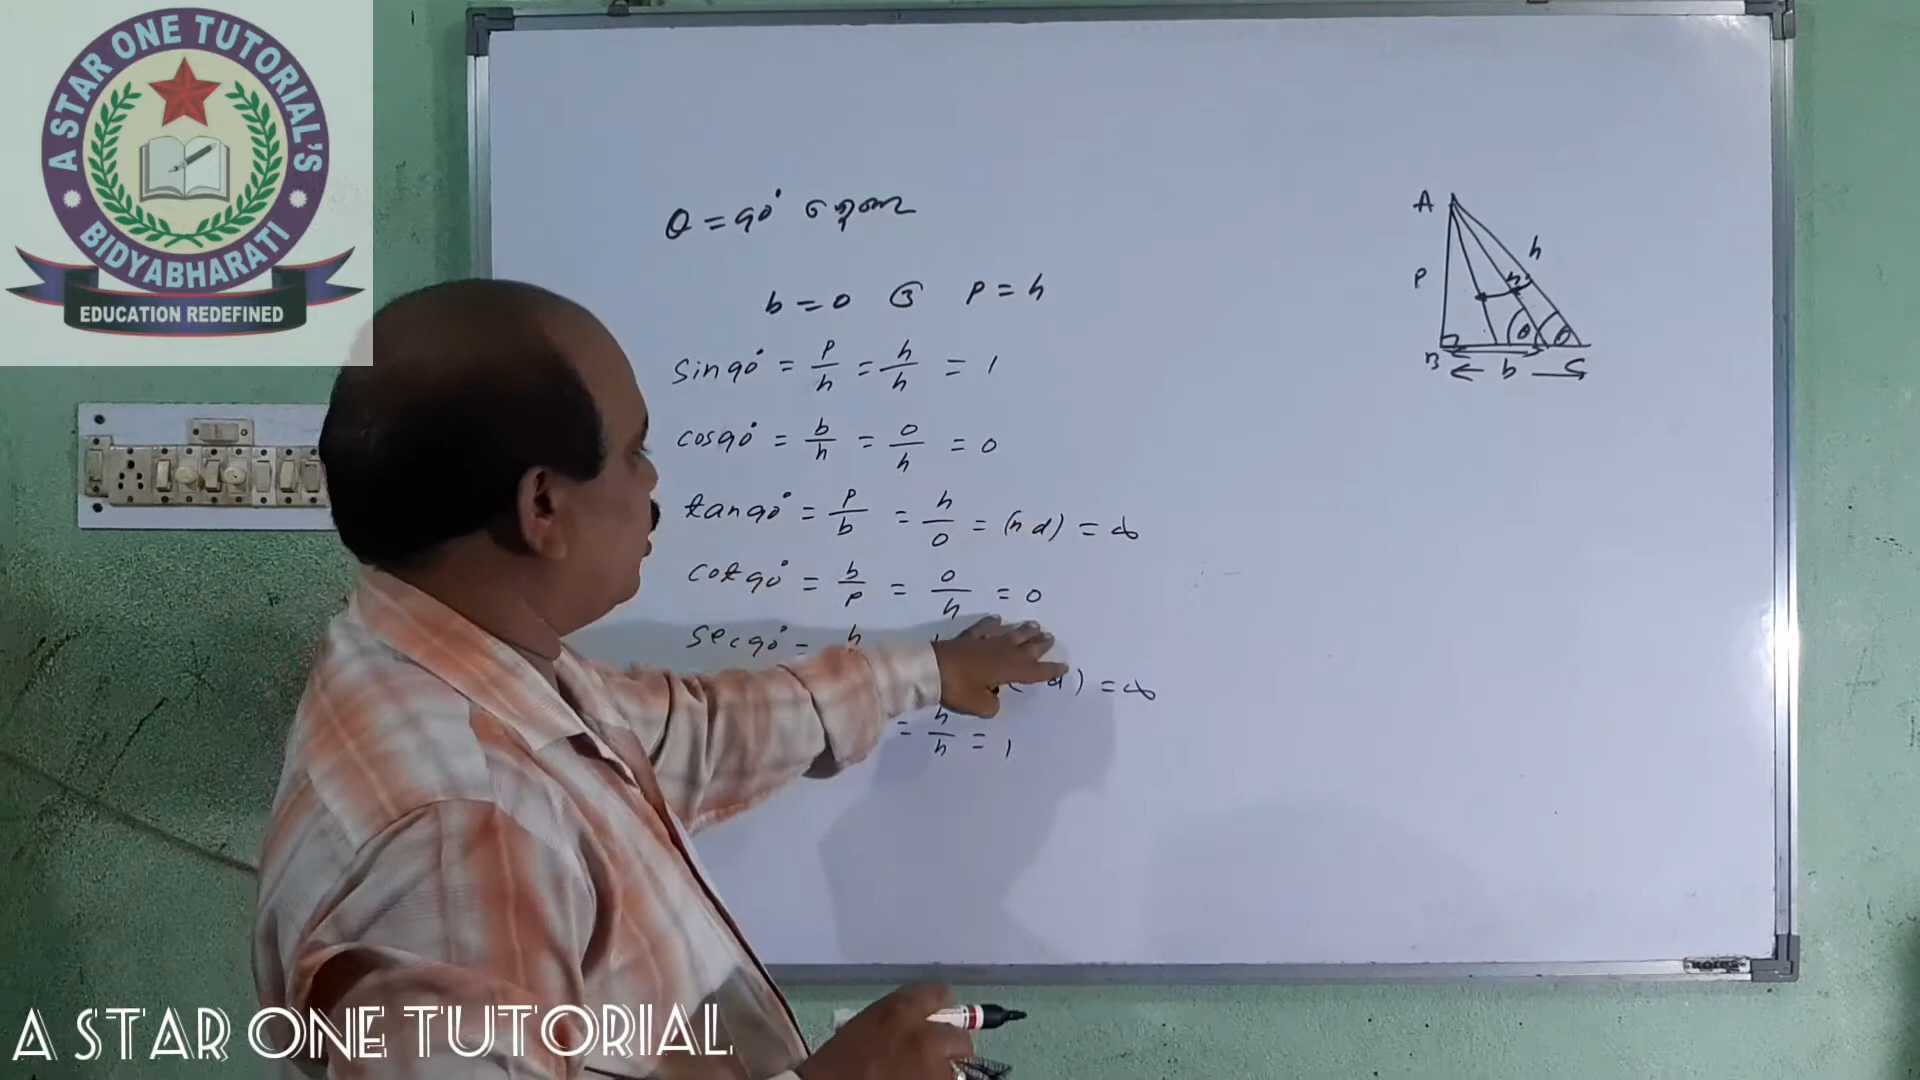 A STAR ONE TUTORIAL'S
BIDYABHARATI
EDUCATION REDEFINED
θ = 90° ହେଲେ
b = 0 ଓ p = h
sin90° = p/h = h/h = 1
cos90° = b/h = 0/h = 0
tan90° = p/b = h/0 = (nd) = ∞
cot90° = b/p = 0/h = 0
sec90° = h
d) = ∞
= h/h = 1
A
h
P
θ
θ
B
b
C
A STAR ONE TUTORIAL